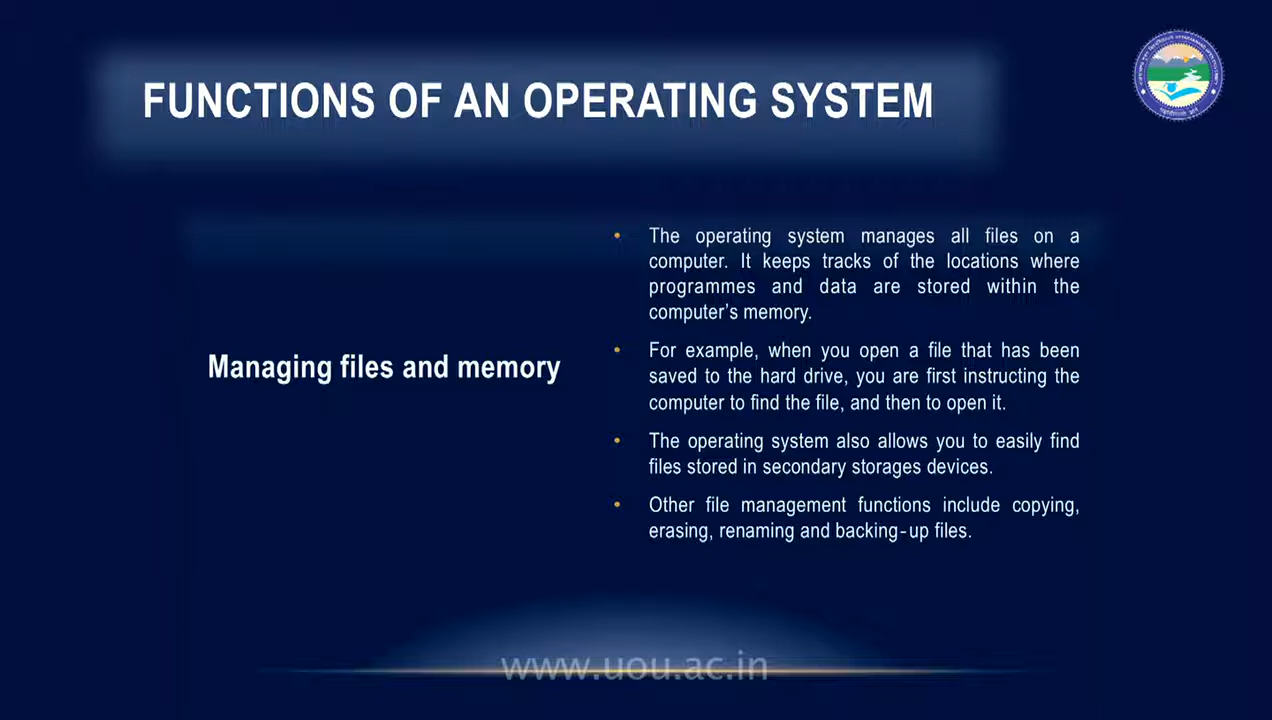 FUNCTIONS OF AN OPERATING SYSTEM
Managing files and memory
• The operating system manages all files on a
computer. It keeps tracks of the locations where
programmes and data are stored within the
computer's memory.
• For example, when you open a file that has been
saved to the hard drive, you are first instructing the
computer to find the file, and then to open it.
• The operating system also allows you to easily find
files stored in secondary storages devices.
• Other file management functions include copying,
erasing, renaming and backing-up files.
www.uou.ac.in